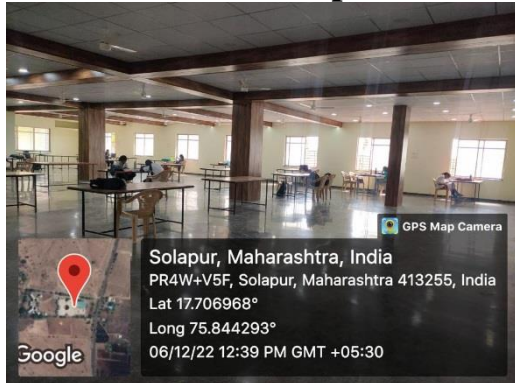 GPS Map Camera
Solapur, Maharashtra, India
PR4W+V5F, Solapur, Maharashtra 413255, India
Lat 17.706968°
Long 75.844293°
06/12/22 12:39 PM GMT +05:30
Google